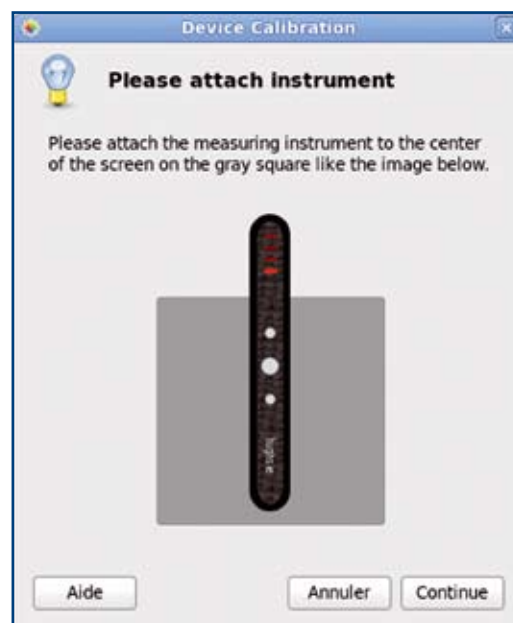 Device Calibration
Please attach instrument
Please attach the measuring instrument to the center
of the screen on the gray square like the image below.
Aide
Annuler
Continue